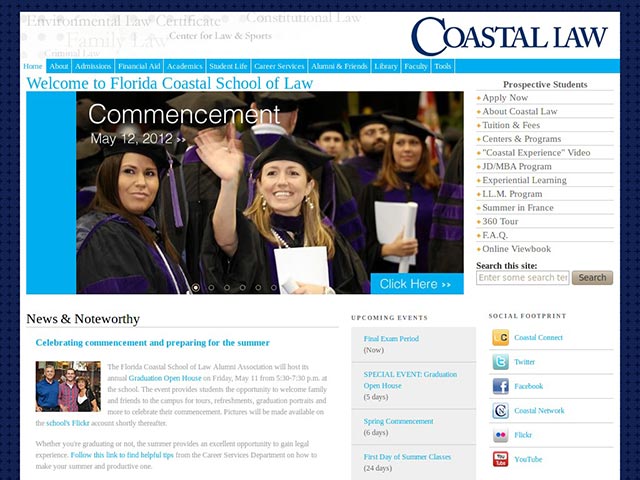 Environmental Law Certificate
Constitutional Law
Family Law
Center for Law & Sports
Criminal Law
COASTAL LAW
Home About Admissions Financial Aid Academics Student Life Career Services Alumni & Friends Library Faculty Tools
Welcome to Florida Coastal School of Law
Commencement
May 12, 2012 >>
Click Here >>
Prospective Students
Apply Now
About Coastal Law
Tuition & Fees
Centers & Programs
"Coastal Experience" Video
JD/MBA Program
Experiential Learning
LL.M. Program
Summer in France
360 Tour
F.A.Q.
Online Viewbook
Search this site:
Enter some search ter Search
News & Noteworthy
Celebrating commencement and preparing for the summer
The Florida Coastal School of Law Alumni Association will host its
annual Graduation Open House on Friday, May 11 from 5:30-7:30 p.m. at
the school. The event provides students the opportunity to welcome family
and friends to the campus for tours, refreshments, graduation portraits and
more to celebrate their commencement. Pictures will be made available on
the school's Flickr account shortly thereafter.
Whether you're graduating or not, the summer provides an excellent opportunity to gain legal
experience. Follow this link to find helpful tips from the Career Services Department on how to
make your summer and productive one.
UPCOMING EVENTS
Final Exam Period
(Now)
SPECIAL EVENT: Graduation
Open House
(5 days)
Spring Commencement
(6 days)
First Day of Summer Classes
(24 days)
SOCIAL FOOTPRINT
Coastal Connect
Twitter
Facebook
Coastal Network
Flickr
YouTube